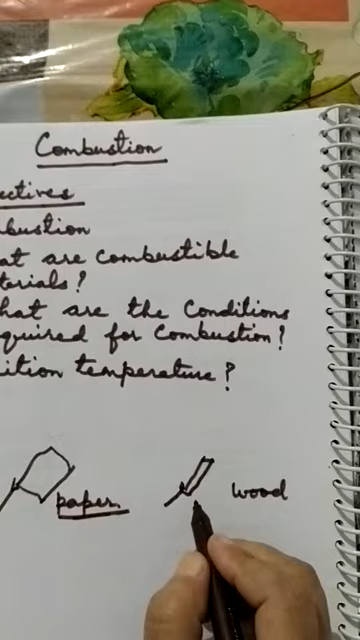 Combustion
ectives
bustion
at are combustible
terials?
hat are the Conditions
quired for Combustion?
ition temperature?
paper wood